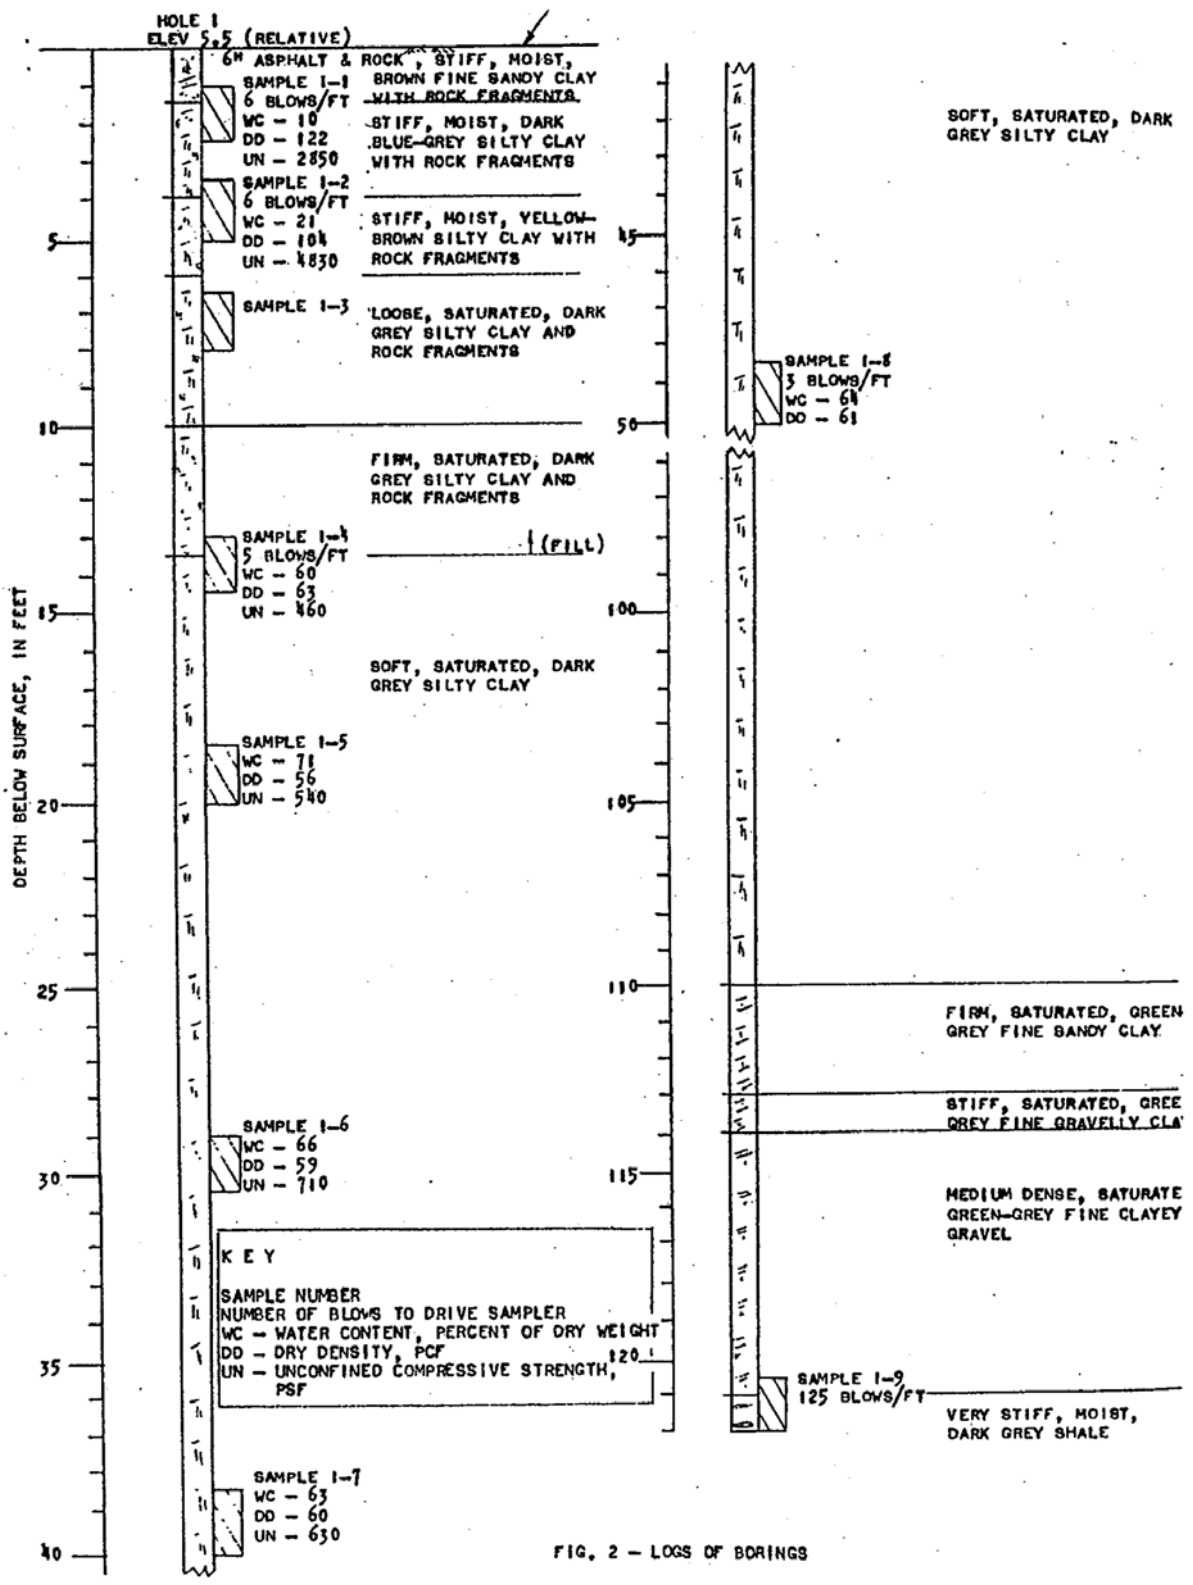 HOLE 1
ELEV 5.5 (RELATIVE)
6" ASPHALT & ROCK, STIFF, MOIST,
BROWN FINE SANDY CLAY
WITH ROCK FRAGMENTS
SAMPLE 1-1
6 BLOWS/FT
WC - 10
DD - 122
UN - 2850
STIFF, MOIST, DARK
BLUE-GREY SILTY CLAY
WITH ROCK FRAGMENTS
SAMPLE 1-2
6 BLOWS/FT
WC - 21
DD - 104
UN - 4830
STIFF, MOIST, YELLOW-
BROWN SILTY CLAY WITH
ROCK FRAGMENTS
5
SAMPLE 1-3
LOOSE, SATURATED, DARK
GREY SILTY CLAY AND
ROCK FRAGMENTS
10
FIRM, SATURATED, DARK
GREY SILTY CLAY AND
ROCK FRAGMENTS
SAMPLE 1-4
5 BLOWS/FT
WC - 60
DD - 63
UN - 460
(FILL)
15
SOFT, SATURATED, DARK
GREY SILTY CLAY
SAMPLE 1-5
WC - 71
DD - 56
UN - 540
20
DEPTH BELOW SURFACE, IN FEET
25
SAMPLE 1-6
WC - 66
DD - 59
UN - 710
30
KEY
SAMPLE NUMBER
NUMBER OF BLOWS TO DRIVE SAMPLER
WC - WATER CONTENT, PERCENT OF DRY WEIGHT
DD - DRY DENSITY, PCF
UN - UNCONFINED COMPRESSIVE STRENGTH,
PSF
35
SAMPLE 1-7
WC - 63
DD - 60
UN - 630
40
SOFT, SATURATED, DARK
GREY SILTY CLAY
45
SAMPLE 1-8
3 BLOWS/FT
WC - 64
DD - 61
50
100
105
110
FIRM, SATURATED, GREEN
GREY FINE SANDY CLAY
STIFF, SATURATED, GREE
GREY FINE GRAVELLY CLA
115
MEDIUM DENSE, SATURATE
GREEN-GREY FINE CLAYEY
GRAVEL
120
SAMPLE 1-9
125 BLOWS/FT
VERY STIFF, MOIST,
DARK GREY SHALE
FIG. 2 - LOGS OF BORINGS